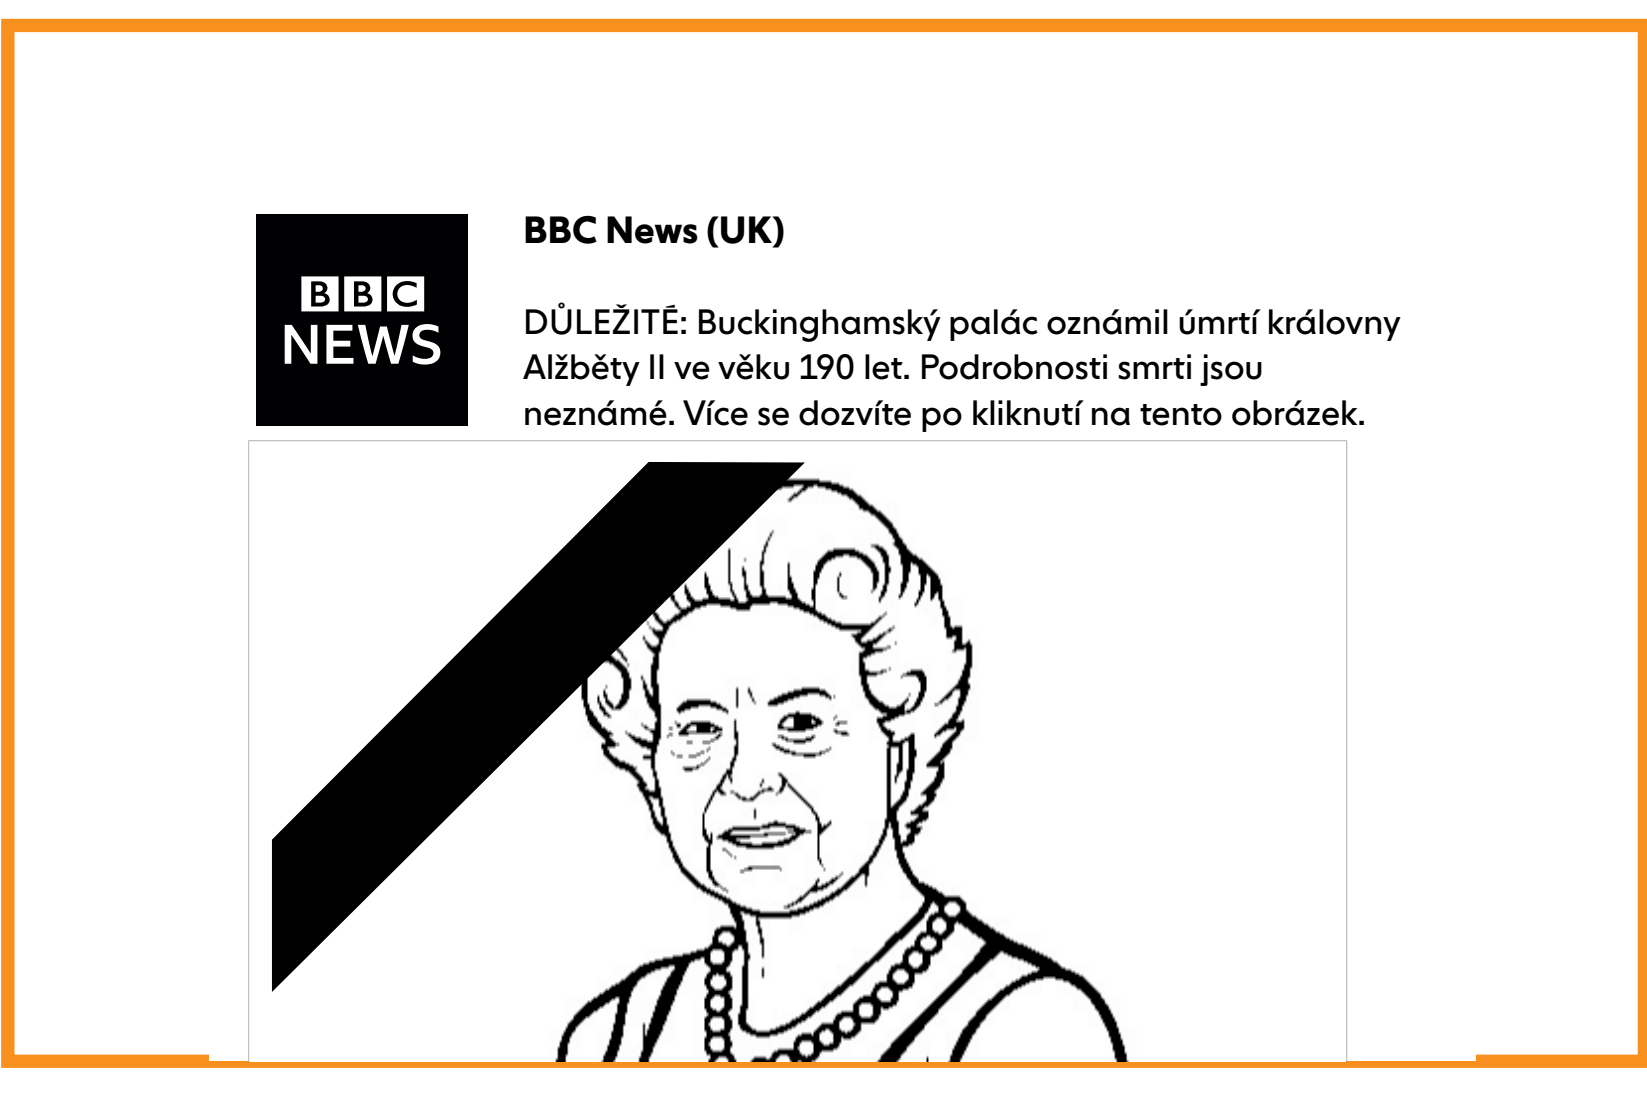 BBC
NEWS
BBC News (UK)
DŮLEŽITÉ: Buckinghamský palác oznámil úmrtí královny
Alžběty II ve věku 190 let. Podrobnosti smrti jsou
neznámé. Více se dozvíte po kliknutí na tento obrázek.